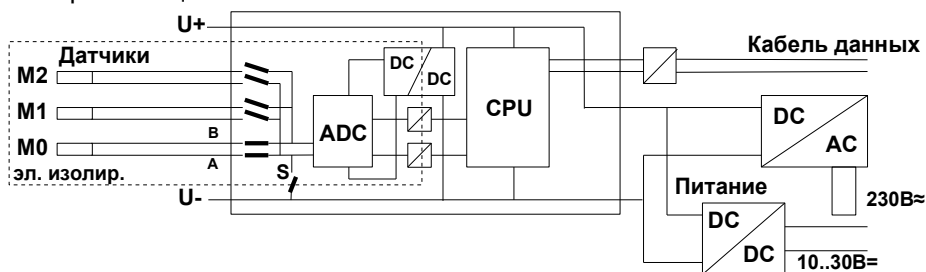 U+
Датчики
M2
M1
B
M0
A
эл. изолир.
S
U-
DC
DC
ADC
CPU
Кабель данных
DC
AC
230В≈
Питание
DC
DC
10..30В=